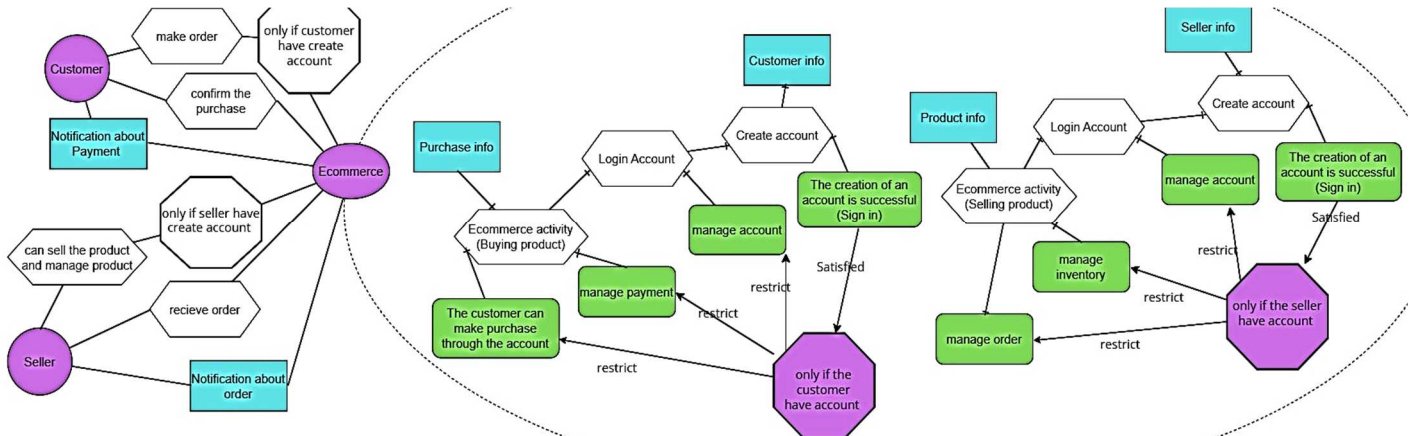 make order
only if customer
have create
account
Customer
confirm the
purchase
Notification about
Payment
Ecommerce
only if seller have
create account
can sell the product
and manage product
recieve order
Seller
Notification about
order
Customer info
Purchase info
Login Account
Create account
The creation of an
account is successful
(Sign in)
Ecommerce activity
(Buying product)
manage account
Satisfied
manage payment
restrict
The customer can
make purchase
through the account
restrict
restrict
only if the
customer
have account
Seller info
Product info
Login Account
Create account
The creation of an
account is successful
(Sign in)
manage account
Ecommerce activity
(Selling product)
Satisfied
manage
inventory
restrict
restrict
only if the seller
have account
manage order
restrict